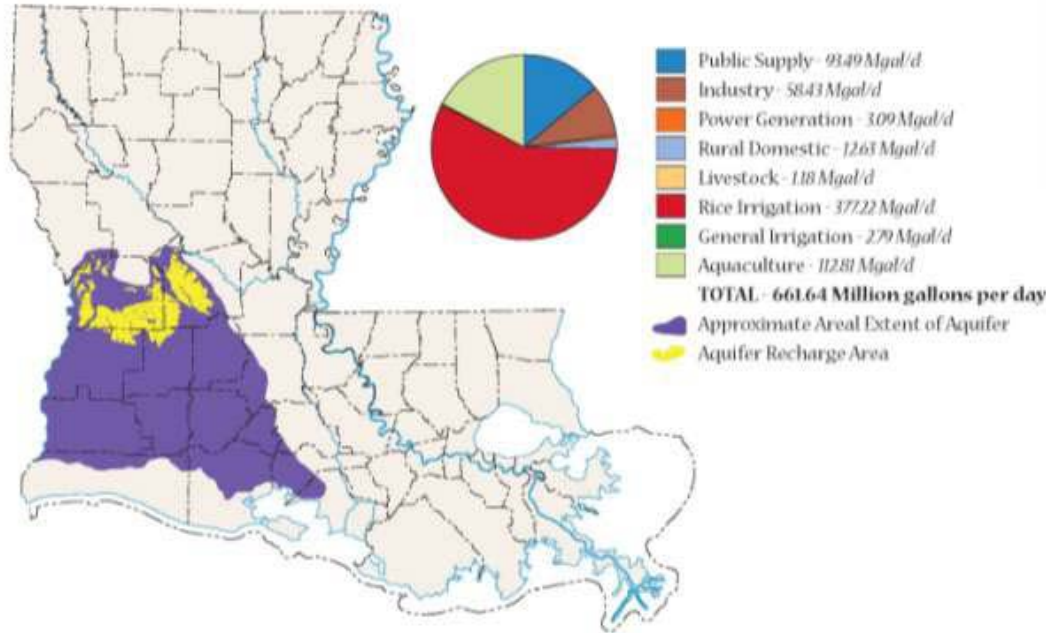 Public Supply - 93.49 Mgal/d
Industry - 58.43 Mgal/d
Power Generation - 3.09 Mgal/d
Rural Domestic - 12.63 Mgal/d
Livestock - 1.18 Mgal/d
Rice Irrigation - 377.22 Mgal/d
General Irrigation - 2.79 Mgal/d
Aquaculture - 112.81 Mgal/d
TOTAL - 661.64 Million gallons per day
Approximate Areal Extent of Aquifer
Aquifer Recharge Area